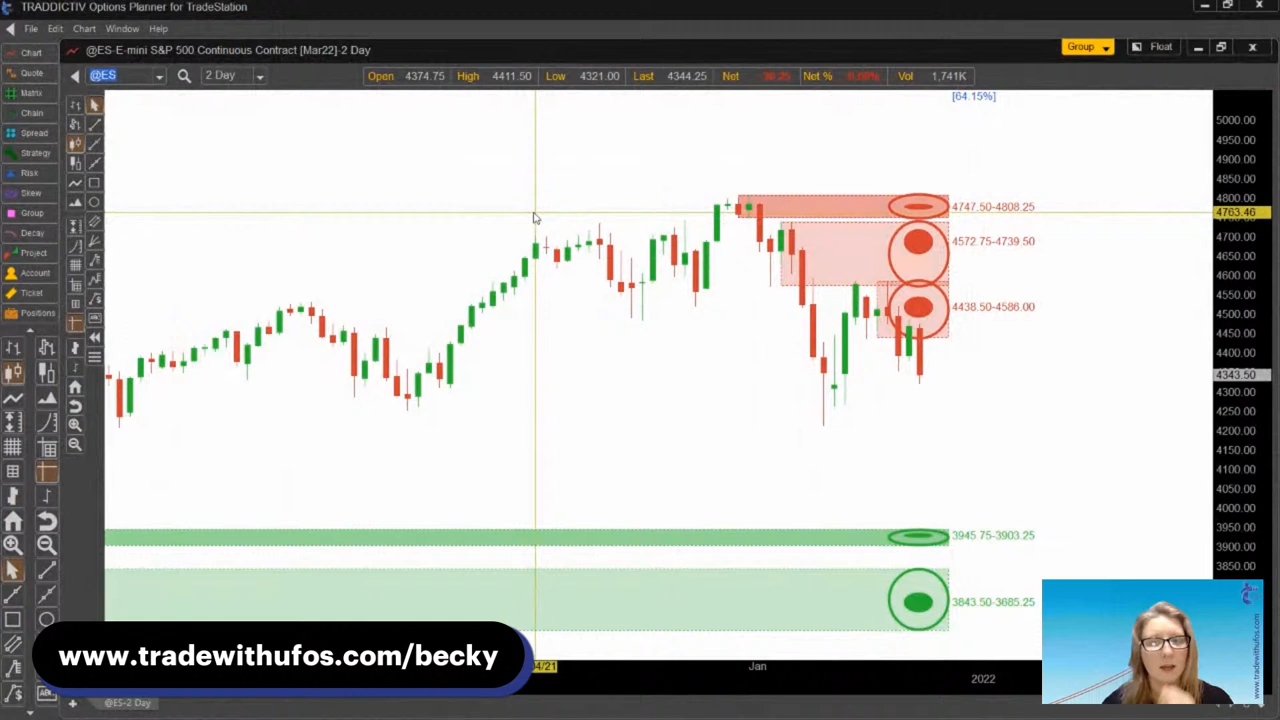 TRADDICTIV Options Planner for TradeStation
File Edit Chart Window Help
@ES-E-mini S&P 500 Continuous Contract [Mar22]-2 Day
Group
Float
@ES
2 Day
Open 4374.75 High 4411.50 Low 4321.00 Last 4344.25 Net Net % Vol 1,741K
Chart
Quote
Matrix
Chain
Spread
Strategy
Risk
Skew
Group
Decay
Project
Account
Ticket
Positions
[64.15%]
4747.50-4808.25
4572.75-4739.50
4438.50-4586.00
3945.75-3903.25
3843.50-3685.25
5000.00
4950.00
4900.00
4850.00
4800.00
4763.46
4700.00
4650.00
4600.00
4550.00
4500.00
4450.00
4400.00
4343.50
4300.00
4250.00
4200.00
4150.00
4100.00
4050.00
4000.00
3950.00
3900.00
3850.00
04/21
Jan
2022
www.tradewithufos.com/becky
www.tradewithufos.com
@ES-2 Day